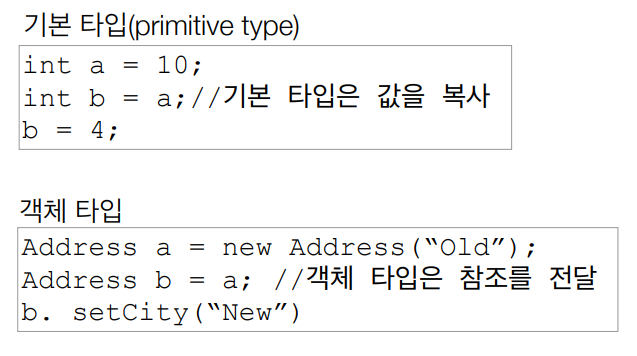 기본 타입(primitive type)
int a = 10;
int b = a;//기본 타입은 값을 복사
b = 4;
객체 타입
Address a = new Address(“Old”);
Address b = a; //객체 타입은 참조를 전달
b. setCity(“New”)